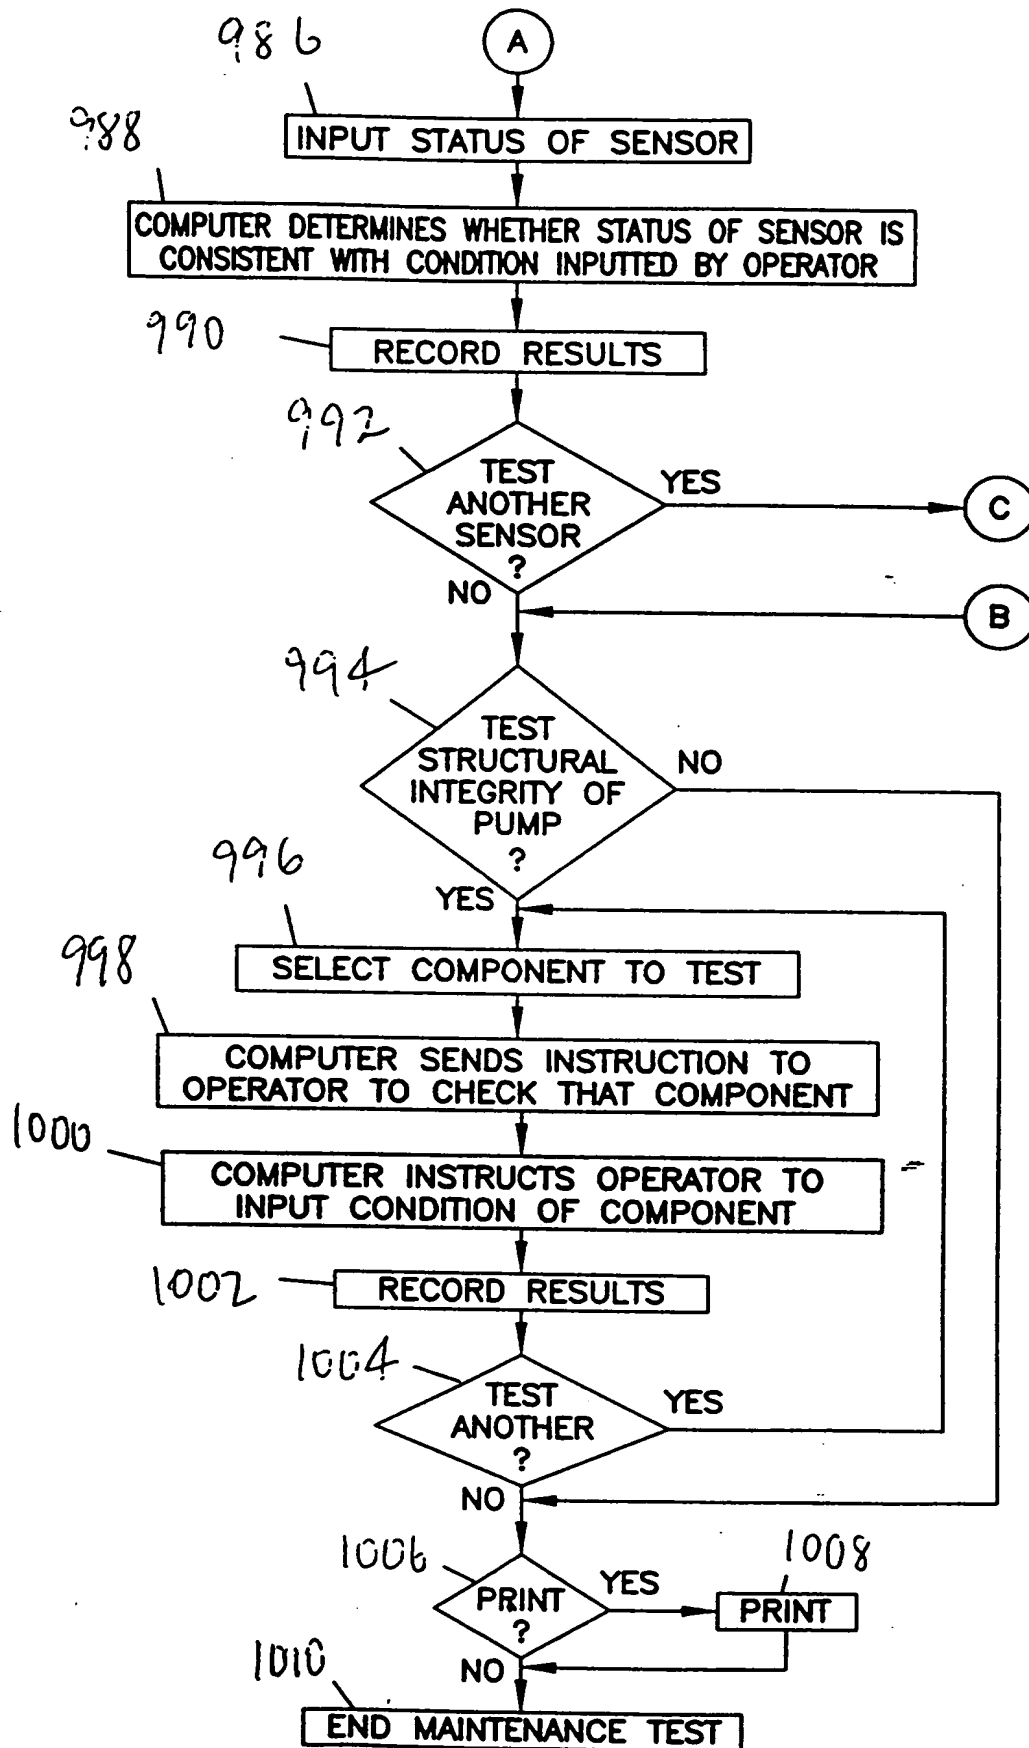 986
A
INPUT STATUS OF SENSOR
988
COMPUTER DETERMINES WHETHER STATUS OF SENSOR IS
CONSISTENT WITH CONDITION INPUTTED BY OPERATOR
990
RECORD RESULTS
992
TEST
ANOTHER
SENSOR
?
YES
C
NO
B
994
TEST
STRUCTURAL
INTEGRITY OF
PUMP
?
NO
YES
996
SELECT COMPONENT TO TEST
998
COMPUTER SENDS INSTRUCTION TO
OPERATOR TO CHECK THAT COMPONENT
1000
COMPUTER INSTRUCTS OPERATOR TO
INPUT CONDITION OF COMPONENT
1002
RECORD RESULTS
1004
TEST
ANOTHER
?
YES
NO
1006
PRINT
?
YES
1008
PRINT
NO
1010
END MAINTENANCE TEST